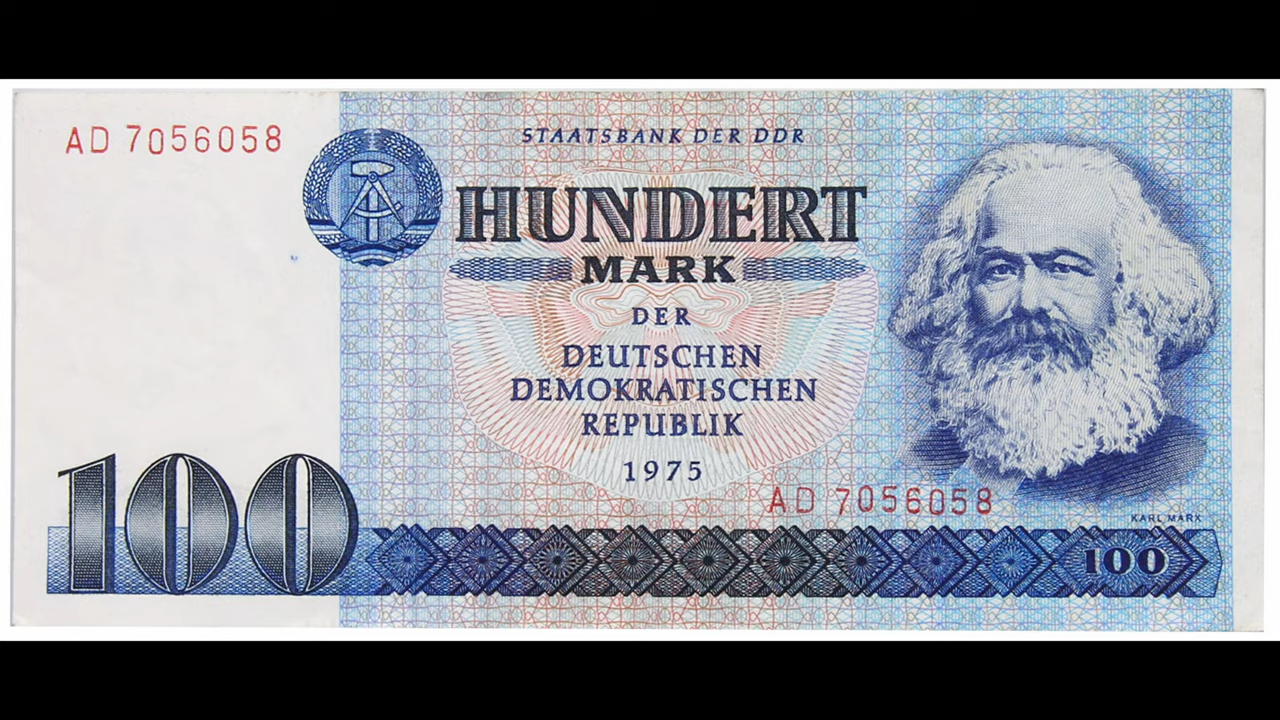 AD 7056058
STAATSBANK DER DDR
HUNDERT
MARK
DER
DEUTSCHEN
DEMOKRATISCHEN
REPUBLIK
1975
AD 7056058
KARL MARX
100
100